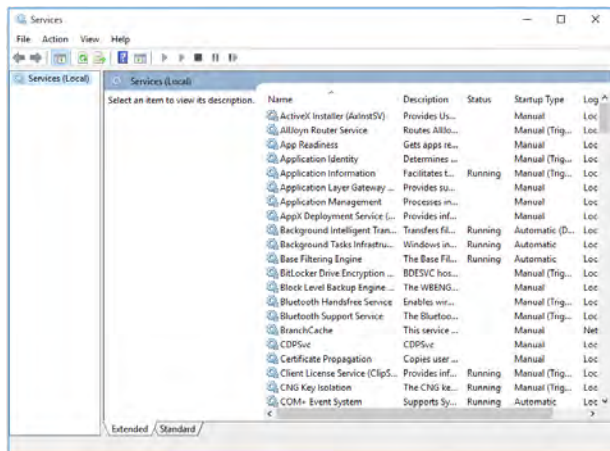 Services
File Action View Help
Services (Local)
Services (Local)
Select an item to view its description.
Name Description Status Startup Type Log
ActiveX Installer (AxInstSV) Provides Us... Manual Loc
AllJoyn Router Service Routes AllJo... Manual (Trig... Loc
App Readiness Gets apps re... Manual Loc
Application Identity Determines ... Manual (Trig... Loc
Application Information Facilitates t... Running Manual (Trig... Loc
Application Layer Gateway ... Provides su... Manual Loc
Application Management Processes in... Manual Loc
AppX Deployment Service (... Provides inf... Manual Loc
Background Intelligent Tran... Transfers fil... Running Automatic (D... Loc
Background Tasks Infrastru... Windows in... Running Automatic Loc
Base Filtering Engine The Base Fil... Running Automatic Loc
BitLocker Drive Encryption ... BDESVC hos... Manual (Trig... Loc
Block Level Backup Engine ... The WBENG... Manual Loc
Bluetooth Handsfree Service Enables wir... Manual (Trig... Loc
Bluetooth Support Service The Bluetoo... Manual (Trig... Loc
BranchCache This service ... Manual Net
CDPSvc CDPSvc Manual Loc
Certificate Propagation Copies user ... Manual Loc
Client License Service (ClipS... Provides inf... Running Manual (Trig... Loc
CNG Key Isolation The CNG ke... Running Manual (Trig... Loc
COM+ Event System Supports Sy... Running Automatic Loc
Extended Standard